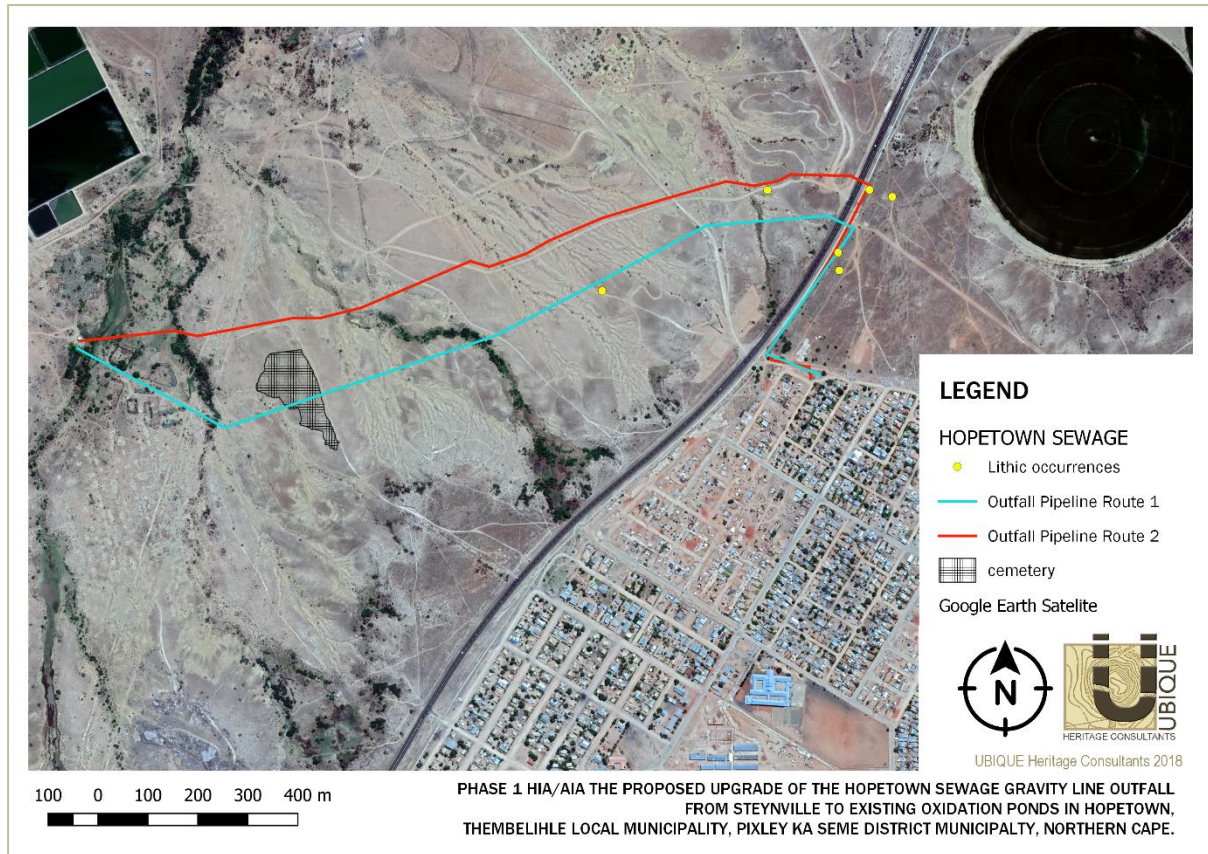 LEGEND
HOPETOWN SEWAGE
Lithic occurrences
Outfall Pipeline Route 1
Outfall Pipeline Route 2
cemetery
Google Earth Satelite
N
Ü
UBIQUE
HERITAGE CONSULTANTS
UBIQUE Heritage Consultants 2018
100 0 100 200 300 400 m
PHASE 1 HIA/AIA THE PROPOSED UPGRADE OF THE HOPETOWN SEWAGE GRAVITY LINE OUTFALL
FROM STEYNVILLE TO EXISTING OXIDATION PONDS IN HOPETOWN,
THEMBELIHLE LOCAL MUNICIPALITY, PIXLEY KA SEME DISTRICT MUNICIPALTY, NORTHERN CAPE.